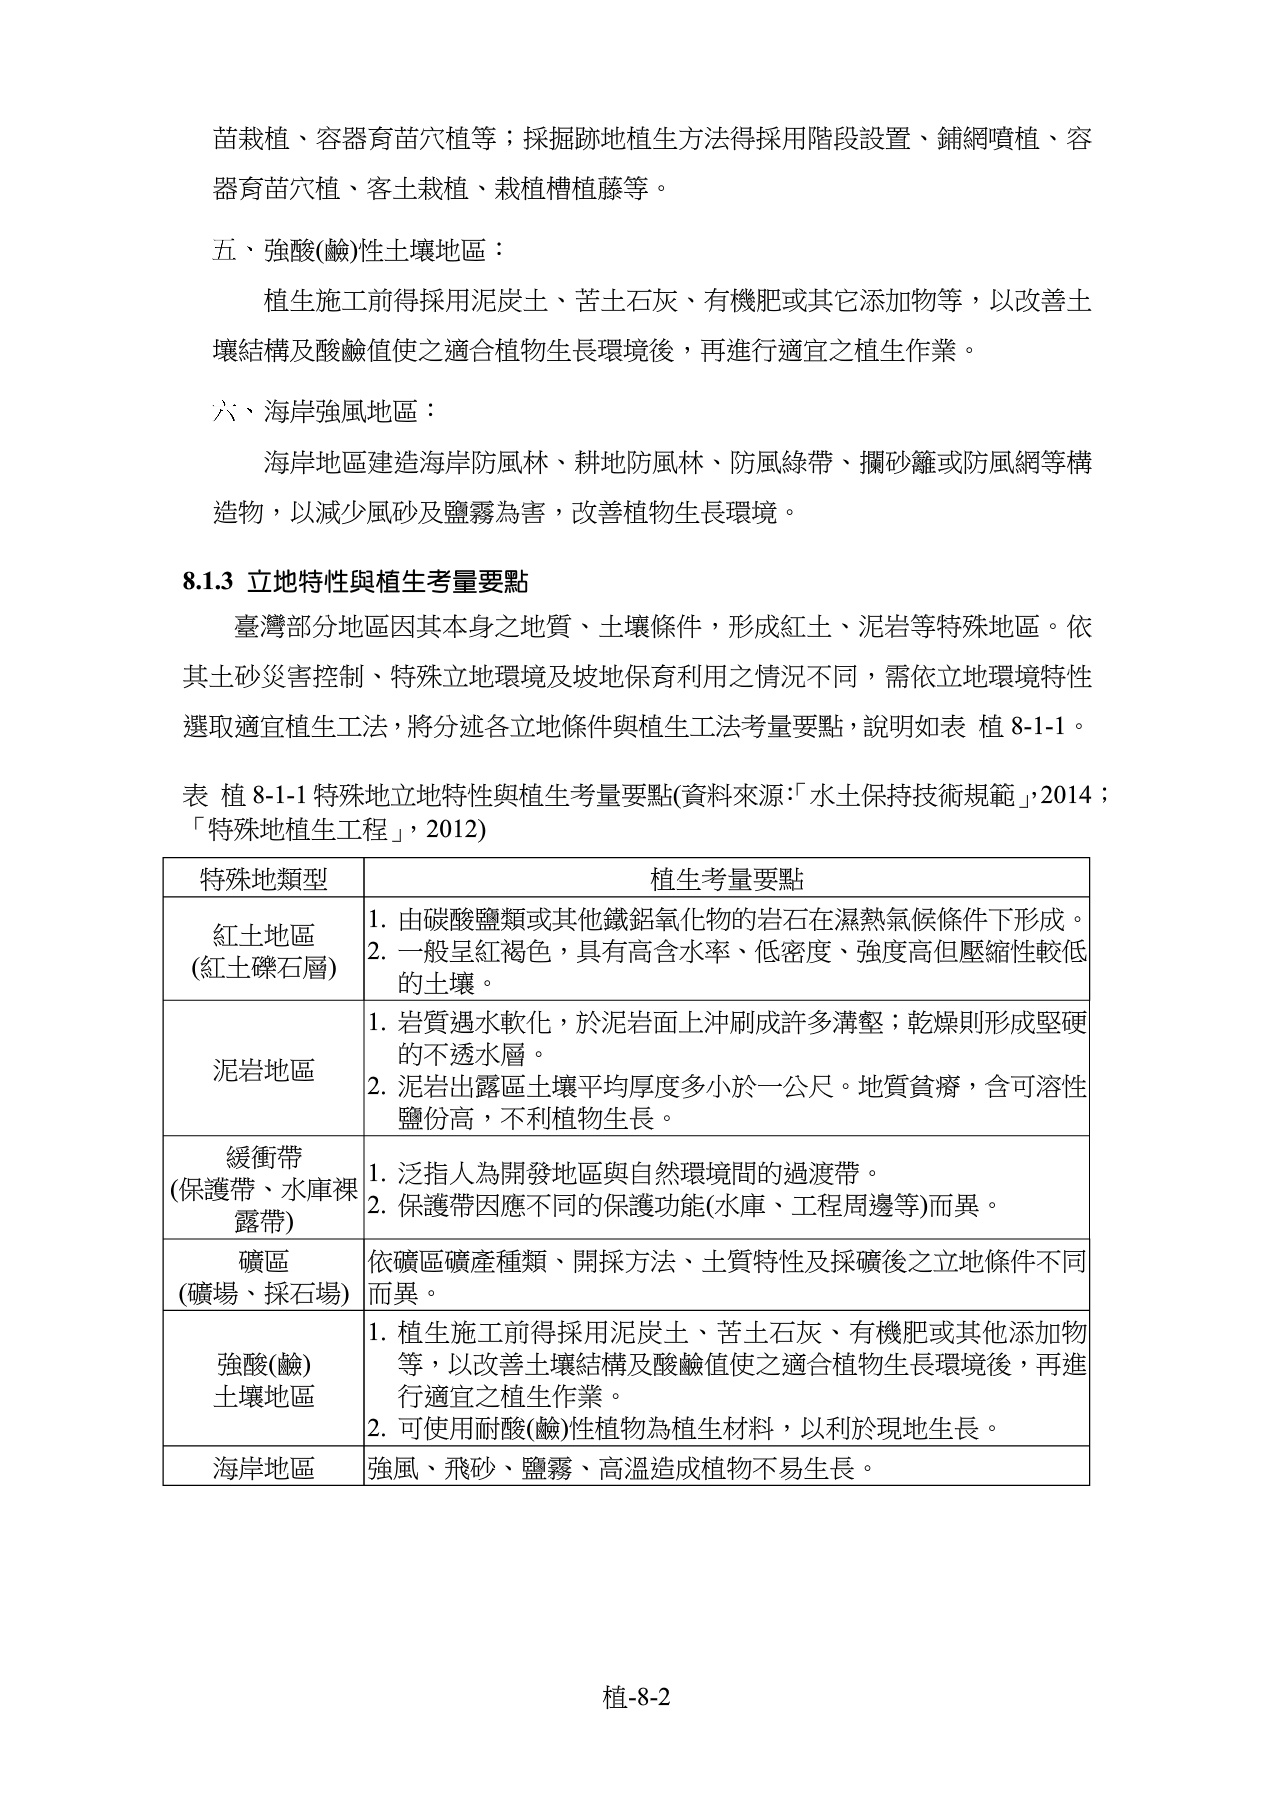 苗栽植、容器育苗穴植等；採掘跡地植生方法得採用階段設置、鋪網噴植、容
器育苗穴植、客土栽植、栽植槽植藤等。
五、強酸(鹼)性土壤地區：
植生施工前得採用泥炭土、苦土石灰、有機肥或其它添加物等，以改善土
壤結構及酸鹼值使之適合植物生長環境後，再進行適宜之植生作業。
六、海岸強風地區：
海岸地區建造海岸防風林、耕地防風林、防風綠帶、攔砂籬或防風網等構
造物，以減少風砂及鹽霧為害，改善植物生長環境。
8.1.3 立地特性與植生考量要點
臺灣部分地區因其本身之地質、土壤條件，形成紅土、泥岩等特殊地區。依
其土砂災害控制、特殊立地環境及坡地保育利用之情況不同，需依立地環境特性
選取適宜植生工法，將分述各立地條件與植生工法考量要點，說明如表 植 8-1-1。
表 植 8-1-1 特殊地立地特性與植生考量要點(資料來源：「水土保持技術規範」，2014；
「特殊地植生工程」，2012)
特殊地類型
植生考量要點
紅土地區
(紅土礫石層)
1. 由碳酸鹽類或其他鐵鋁氧化物的岩石在濕熱氣候條件下形成。
2. 一般呈紅褐色，具有高含水率、低密度、強度高但壓縮性較低
的土壤。
泥岩地區
1. 岩質遇水軟化，於泥岩面上沖刷成許多溝壑；乾燥則形成堅硬
的不透水層。
2. 泥岩出露區土壤平均厚度多小於一公尺。地質貧瘠，含可溶性
鹽份高，不利植物生長。
緩衝帶
(保護帶、水庫裸
露帶)
1. 泛指人為開發地區與自然環境間的過渡帶。
2. 保護帶因應不同的保護功能(水庫、工程周邊等)而異。
礦區
(礦場、採石場)
依礦區礦產種類、開採方法、土質特性及採礦後之立地條件不同
而異。
強酸(鹼)
土壤地區
1. 植生施工前得採用泥炭土、苦土石灰、有機肥或其他添加物
等，以改善土壤結構及酸鹼值使之適合植物生長環境後，再進
行適宜之植生作業。
2. 可使用耐酸(鹼)性植物為植生材料，以利於現地生長。
海岸地區
強風、飛砂、鹽霧、高溫造成植物不易生長。
植-8-2